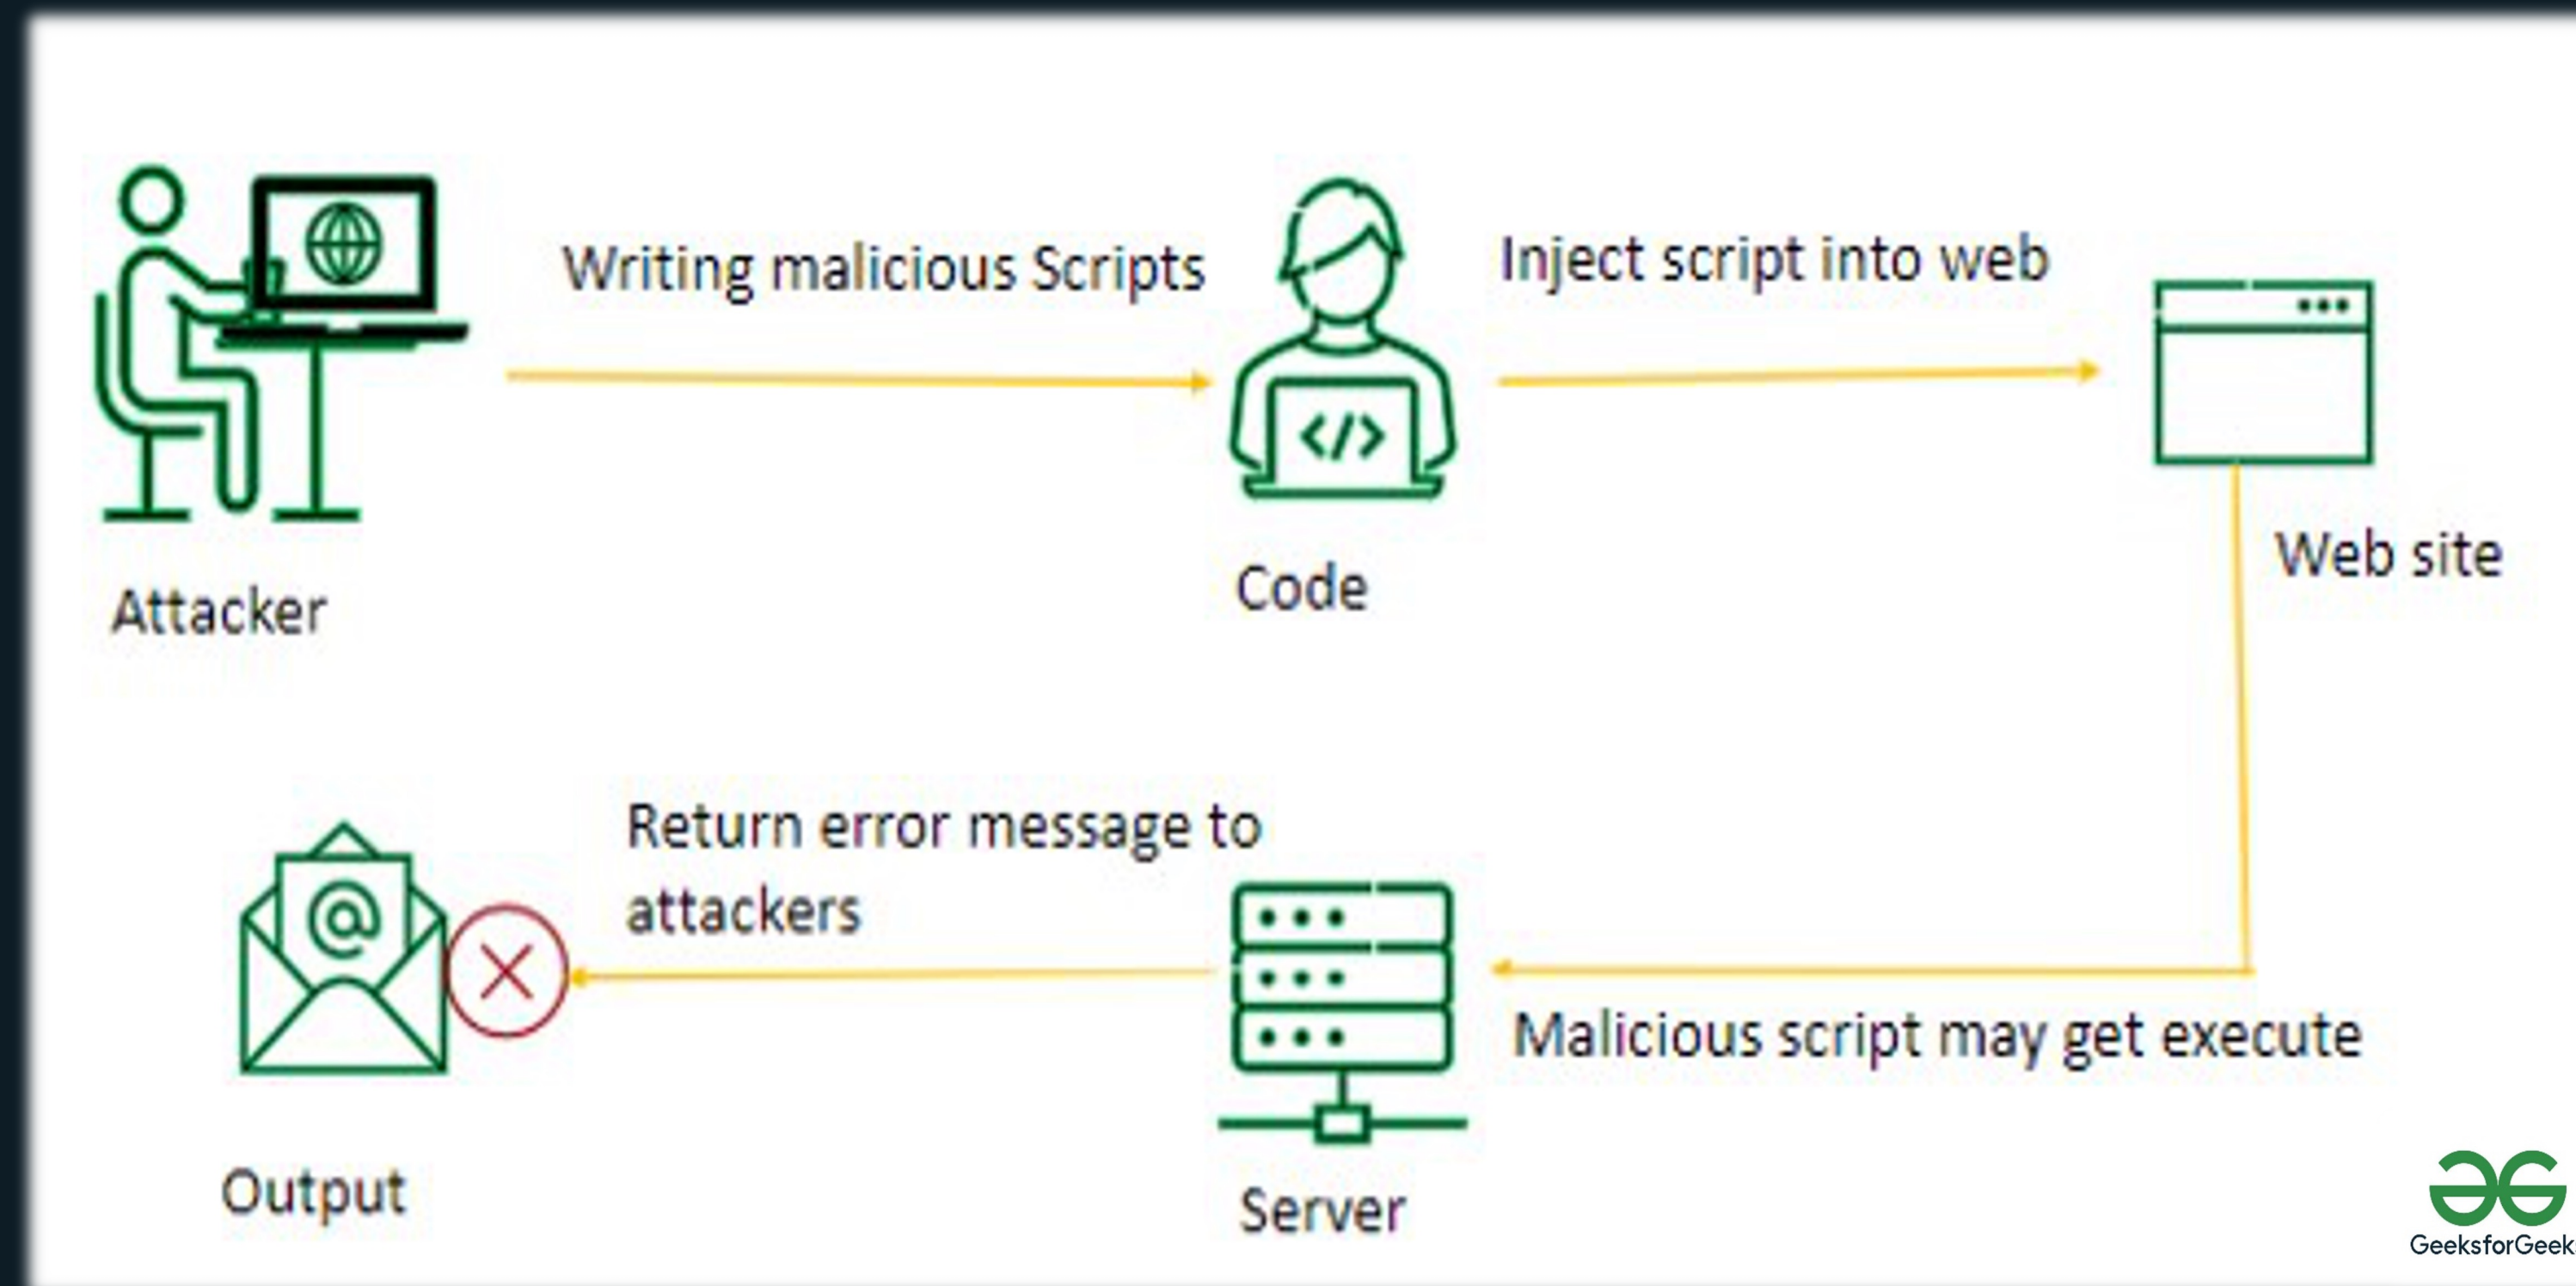 Writing malicious Scripts
Inject script into web
</>
Attacker
Code
Web site
Return error message to
attackers
@
Malicious script may get execute
Output
Server
GeeksforGeek